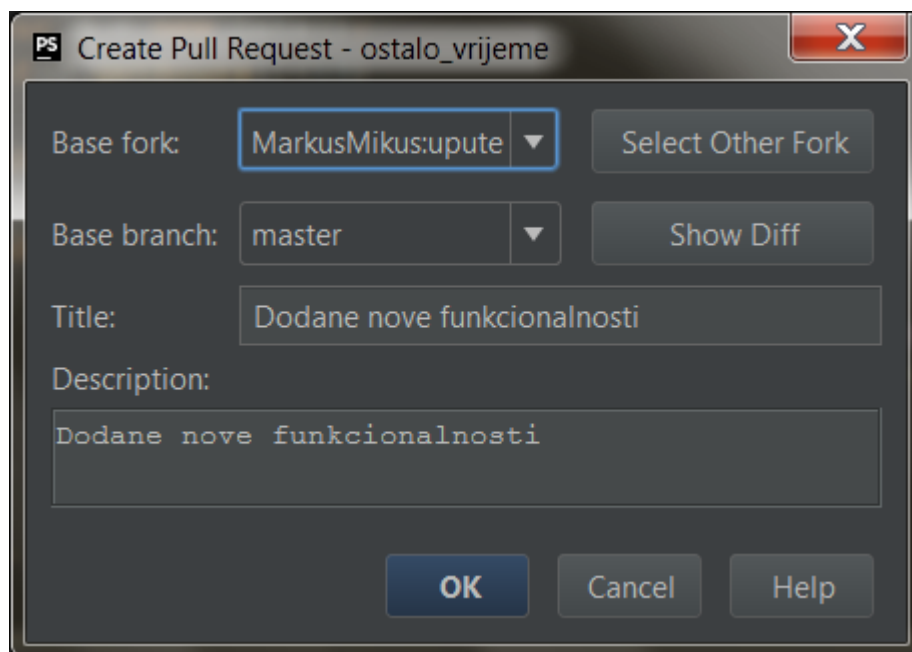 PS Create Pull Request - ostalo_vrijeme X
Base fork: MarkusMikus:upute Select Other Fork
Base branch: master Show Diff
Title: Dodane nove funkcionalnosti
Description:
Dodane nove funkcionalnosti
OK Cancel Help